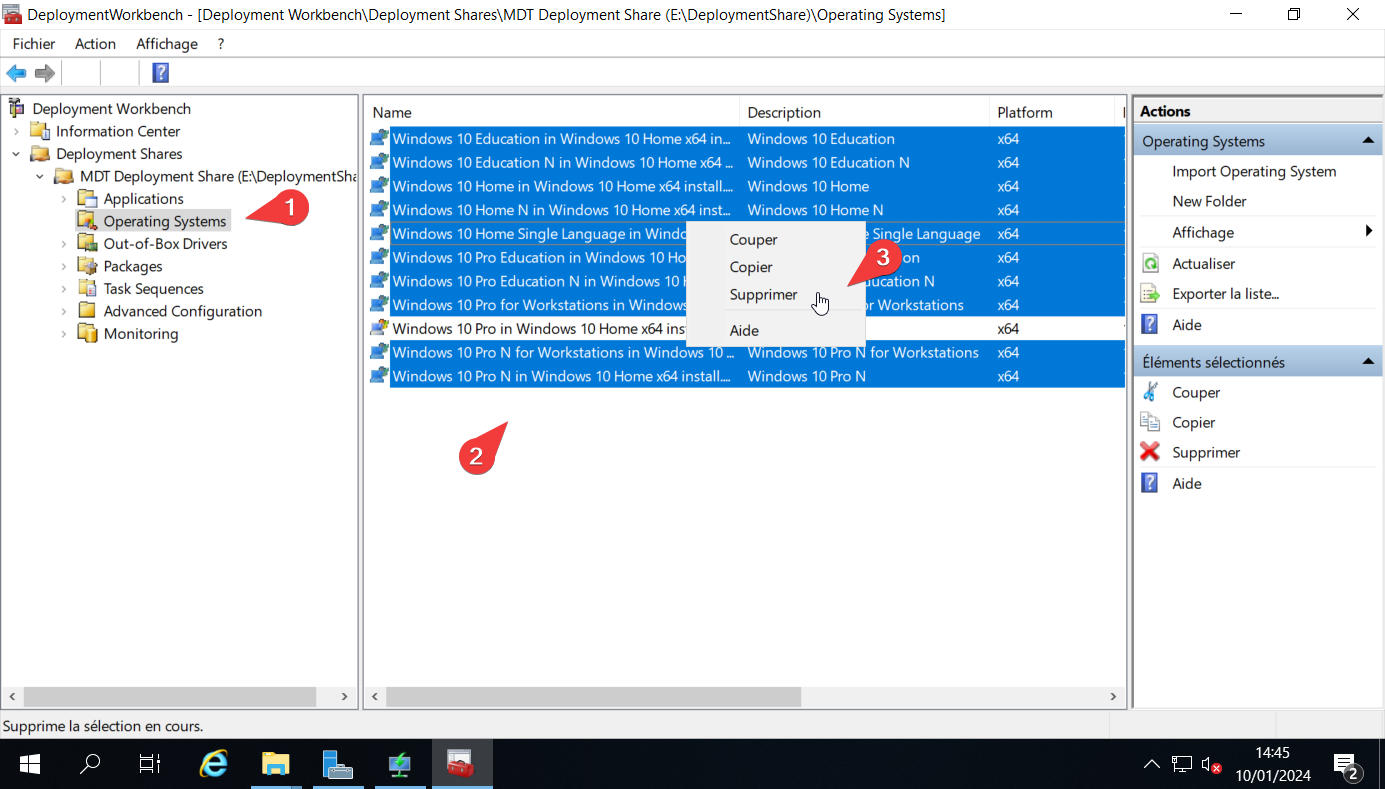 DeploymentWorkbench - [Deployment Workbench\Deployment Shares\MDT Deployment Share (E:\DeploymentShare)\Operating Systems]
Fichier Action Affichage ?
Deployment Workbench
Information Center
Deployment Shares
MDT Deployment Share (E:\DeploymentSha
Applications
Operating Systems
Out-of-Box Drivers
Packages
Task Sequences
Advanced Configuration
Monitoring
1
Name Description Platform
Windows 10 Education in Windows 10 Home x64 in... Windows 10 Education x64
Windows 10 Education N in Windows 10 Home x64 ... Windows 10 Education N x64
Windows 10 Home in Windows 10 Home x64 install.... Windows 10 Home x64
Windows 10 Home N in Windows 10 Home x64 inst... Windows 10 Home N x64
Windows 10 Home Single Language in Windo Single Language x64
Windows 10 Pro Education in Windows 10 Ho on x64
Windows 10 Pro Education N in Windows 10 H ducation N x64
Windows 10 Pro for Workstations in Windows or Workstations x64
Windows 10 Pro in Windows 10 Home x64 ins x64
Windows 10 Pro N for Workstations in Windows 10 ... Windows 10 Pro N for Workstations x64
Windows 10 Pro N in Windows 10 Home x64 install.... Windows 10 Pro N x64
Couper
Copier
Supprimer
Aide
3
2
Actions
Operating Systems
Import Operating System
New Folder
Affichage
Actualiser
Exporter la liste...
Aide
Éléments sélectionnés
Couper
Copier
Supprimer
Aide
Supprime la sélection en cours.
14:45
10/01/2024
2